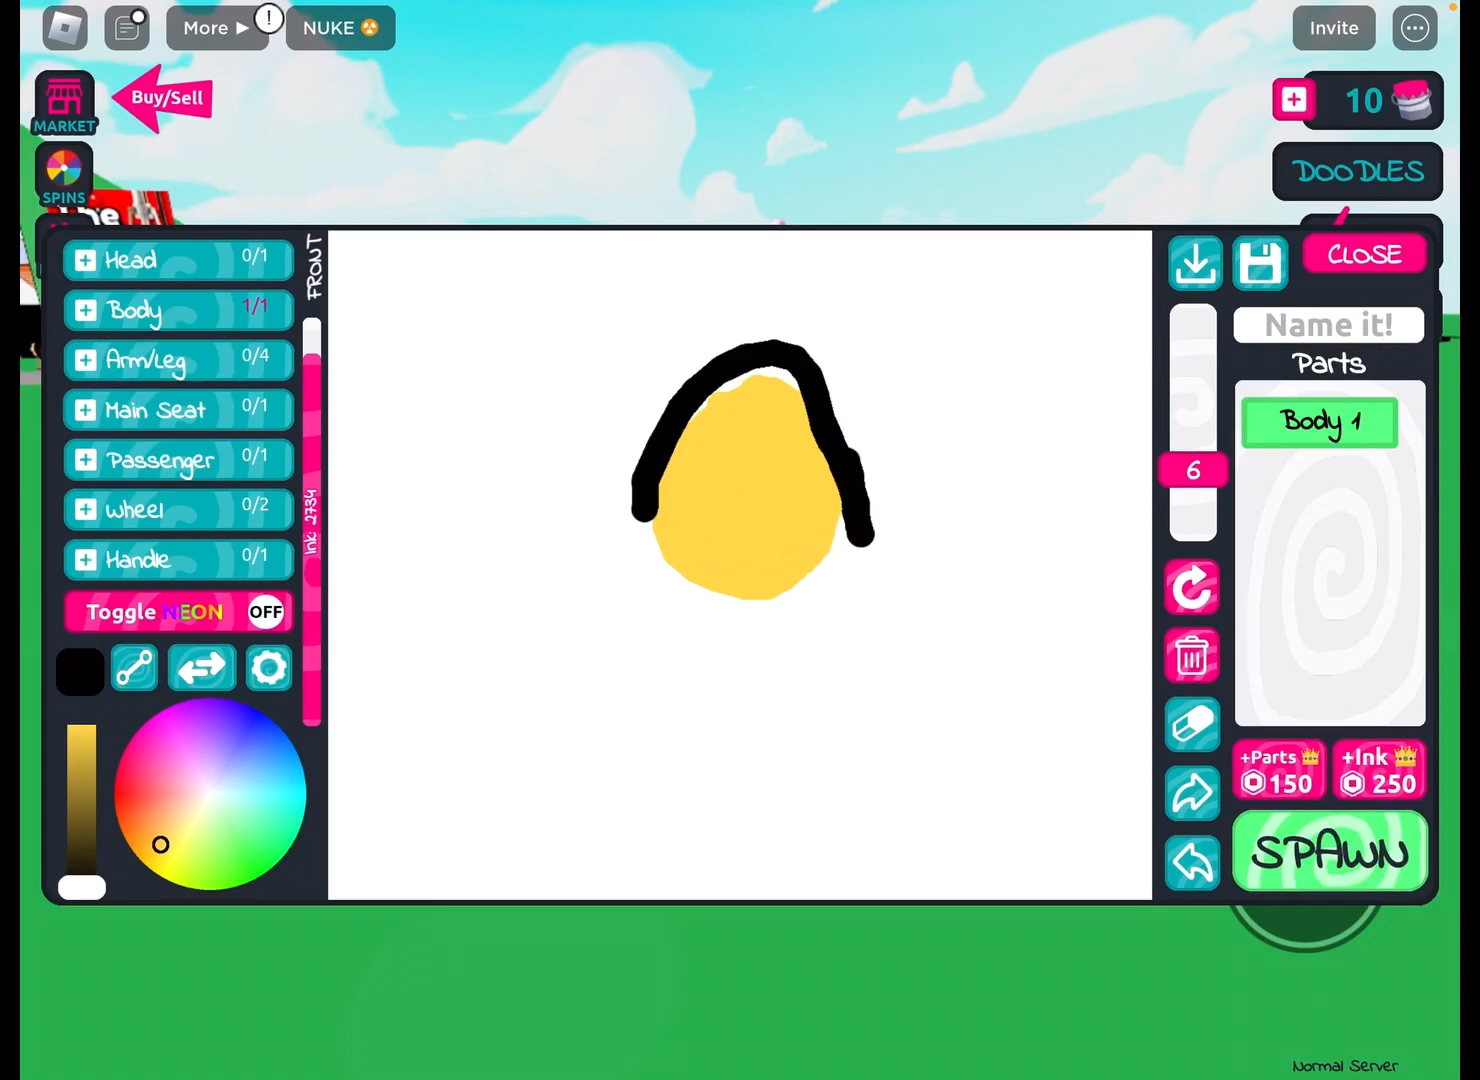 More ▶
!
NUKE ☢
Invite
Buy/Sell
MARKET
10
SPINS
DOODLES
he
Head 0/1
FRONT
CLOSE
Body 1/1
Name it!
Arm/Leg 0/4
Parts
Main Seat 0/1
Body 1
Passenger 0/1
6
Wheel 0/2
Ink: 2734
Handle 0/1
Toggle NEON OFF
+Parts
150
+Ink
250
SPAWN
Normal Server